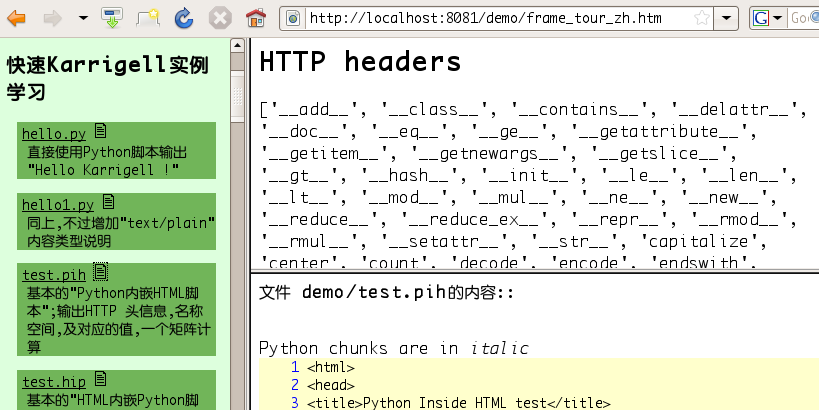 http://localhost:8081/demo/frame_tour_zh.htm
快速Karrigell实例
学习
hello.py
直接使用Python脚本输出
"Hello Karrigell !"
hello1.py
同上,不过增加"text/plain"
内容类型说明
test.pih
基本的"Python内嵌HTML脚
本";输出HTTP 头信息,名称
空间,及对应的值,一个矩阵计
算
test.hip
基本的"HTML内嵌Python脚
HTTP headers
['__add__', '__class__', '__contains__', '__delattr__',
'__doc__', '__eq__', '__ge__', '__getattribute__',
'__getitem__', '__getnewargs__', '__getslice__',
'__gt__', '__hash__', '__init__', '__le__', '__len__',
'__lt__', '__mod__', '__mul__', '__ne__', '__new__',
'__reduce__', '__reduce_ex__', '__repr__', '__rmod__',
'__rmul__', '__setattr__', '__str__', 'capitalize',
'center', 'count', 'decode', 'encode', 'endswith',
文件 demo/test.pih的内容::
Python chunks are in italic
1 <html>
2 <head>
3 <title>Python Inside HTML test</title>